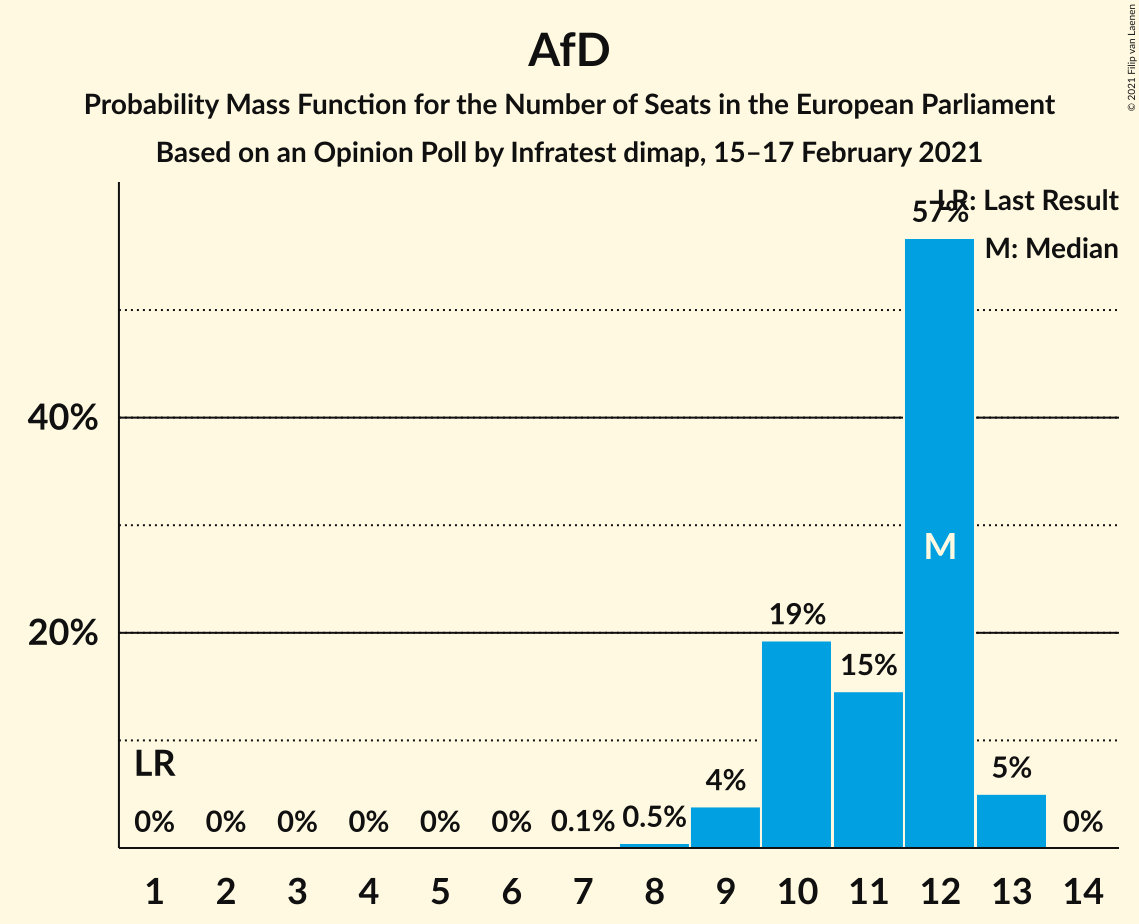 AfD
Probability Mass Function for the Number of Seats in the European Parliament
Based on an Opinion Poll by Infratest dimap, 15–17 February 2021
© 2021 Filip van Laenen
LR: Last Result
M: Median
57%
40%
M
19%
20%
15%
LR
4%
5%
0% 0% 0% 0% 0% 0% 0.1% 0.5% 0%
1 2 3 4 5 6 7 8 9 10 11 12 13 14